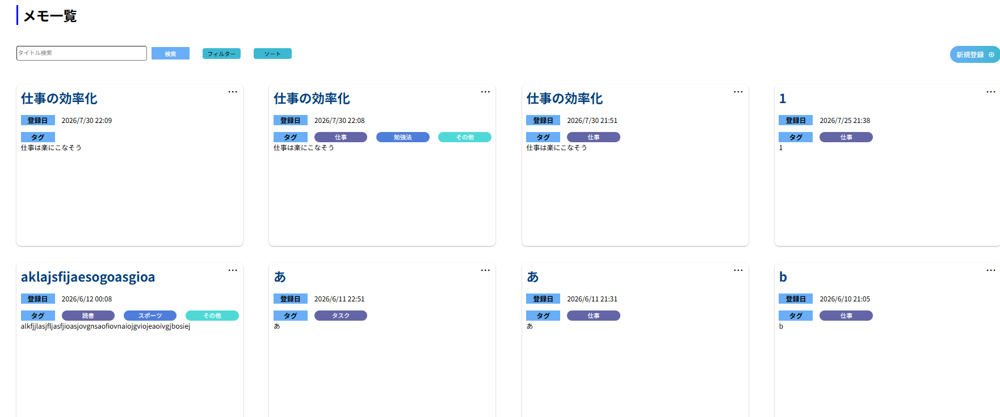 メモ一覧
タイトル検索 検索 フィルター ソート 新規登録 ⊕
仕事の効率化 ...
登録日 2026/7/30 22:09
タグ
仕事は楽にこなそう
仕事の効率化 ...
登録日 2026/7/30 22:08
タグ 仕事 勉強法 その他
仕事は楽にこなそう
仕事の効率化 ...
登録日 2026/7/30 21:51
タグ 仕事
仕事は楽にこなそう
1 ...
登録日 2026/7/25 21:38
タグ 仕事
1
aklajsfijaesogoasgioa ...
登録日 2026/6/12 00:08
タグ 読書 スポーツ その他
alkfjjlasjfljasfjioasjovgnsaofiovnaiojgviojeaoivgjbosiej
あ ...
登録日 2026/6/11 22:51
タグ タスク
あ
あ ...
登録日 2026/6/11 21:31
タグ 仕事
あ
b ...
登録日 2026/6/10 21:05
タグ 仕事
b